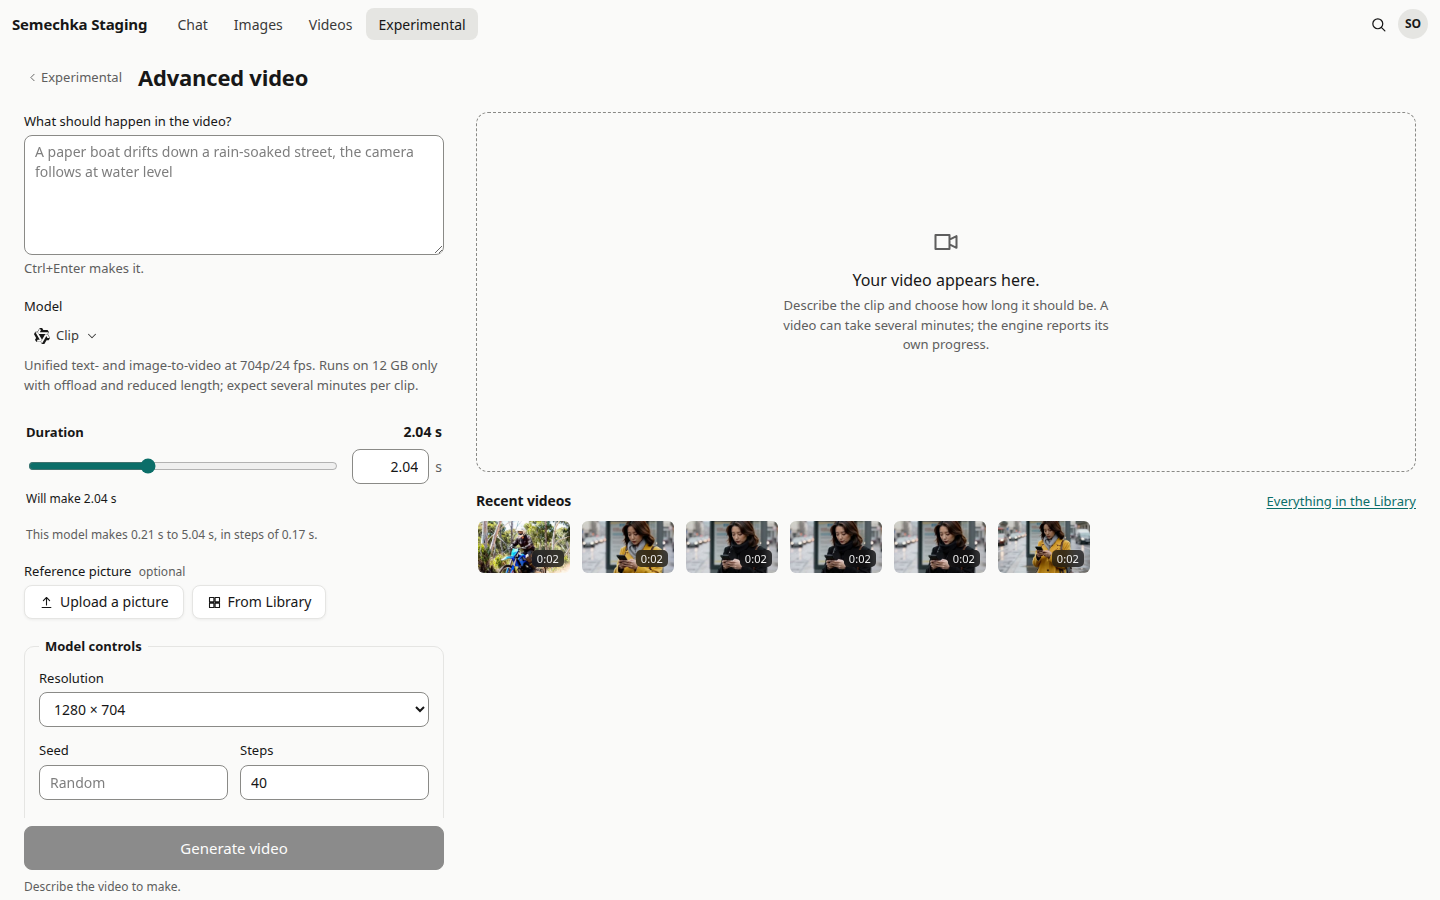 Semechka Staging
Chat
Images
Videos
Experimental
SO
Experimental
Advanced video
What should happen in the video?
A paper boat drifts down a rain-soaked street, the camera
follows at water level
Ctrl+Enter makes it.
Model
Clip
Unified text- and image-to-video at 704p/24 fps. Runs on 12 GB only
with offload and reduced length; expect several minutes per clip.
Duration
2.04 s
2.04
s
Will make 2.04 s
This model makes 0.21 s to 5.04 s, in steps of 0.17 s.
Reference picture optional
Upload a picture
From Library
Model controls
Resolution
1280 × 704
Seed
Steps
Random
40
Generate video
Describe the video to make.
Your video appears here.
Describe the clip and choose how long it should be. A
video can take several minutes; the engine reports its
own progress.
Recent videos
Everything in the Library
0:02
0:02
0:02
0:02
0:02
0:02